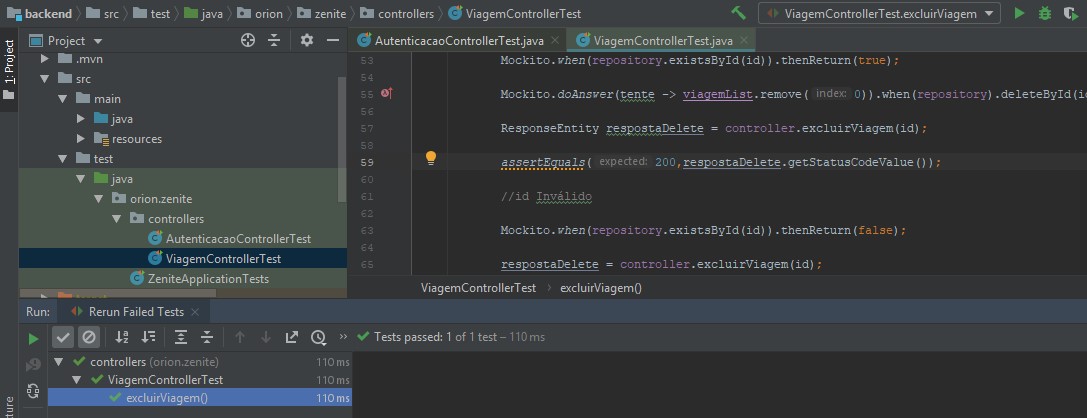 backend src test java orion zenite controllers ViagemControllerTest ViagemControllerTest.excluirViagem
1: Project
Project
AutenticacaoControllerTest.java ViagemControllerTest.java
.mvn
src
main
java
resources
test
java
orion.zenite
controllers
AutenticacaoControllerTest
ViagemControllerTest
ZeniteApplicationTests
53 Mockito.when(repository.existsById(id)).thenReturn(true);
54
55 Mockito.doAnswer(tente -> viagemList.remove( index: 0)).when(repository).deleteById(id
56
57 ResponseEntity respostaDelete = controller.excluirViagem(id);
58
59 assertEquals( expected: 200,respostaDelete.getStatusCodeValue());
60
61 //id Inválido
62
63 Mockito.when(repository.existsById(id)).thenReturn(false);
64
65 respostaDelete = controller.excluirViagem(id);
ViagemControllerTest excluirViagem()
Run: Rerun Failed Tests
Tests passed: 1 of 1 test – 110 ms
controllers (orion.zenite) 110 ms
ViagemControllerTest 110 ms
excluirViagem() 110 ms